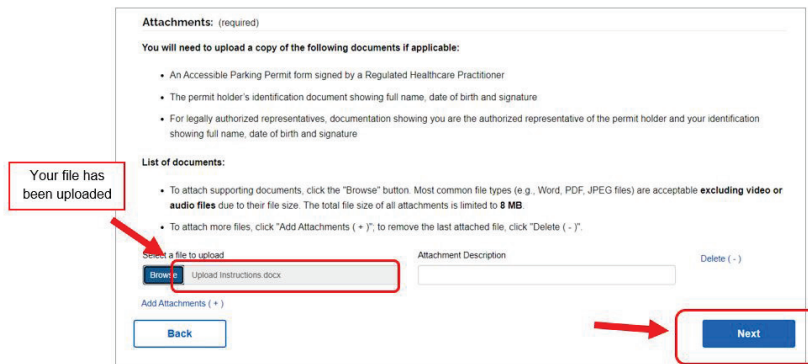 Attachments: (required)
You will need to upload a copy of the following documents if applicable:
• An Accessible Parking Permit form signed by a Regulated Healthcare Practitioner
• The permit holder's identification document showing full name, date of birth and signature
• For legally authorized representatives, documentation showing you are the authorized representative of the permit holder and your identification
showing full name, date of birth and signature
List of documents:
Your file has
been uploaded
• To attach supporting documents, click the "Browse" button. Most common file types (e.g., Word, PDF, JPEG files) are acceptable excluding video or
audio files due to their file size. The total file size of all attachments is limited to 8 MB.
• To attach more files, click "Add Attachments ( + )"; to remove the last attached file, click "Delete ( - )".
Select a file to upload
Attachment Description
Delete ( - )
Browse
Upload Instructions.docx
Add Attachments ( + )
Back
Next